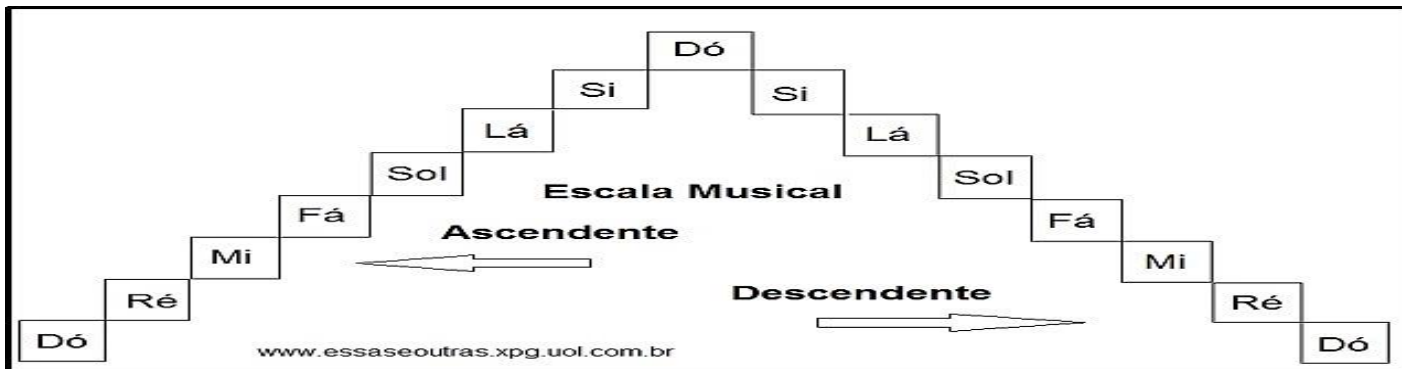 Dó
Si Si
Lá Lá
Sol Sol
Escala Musical
Fá Fá
Ascendente
Mi Mi
Descendente
Ré Ré
Dó Dó
www.essaseoutras.xpg.uol.com.br